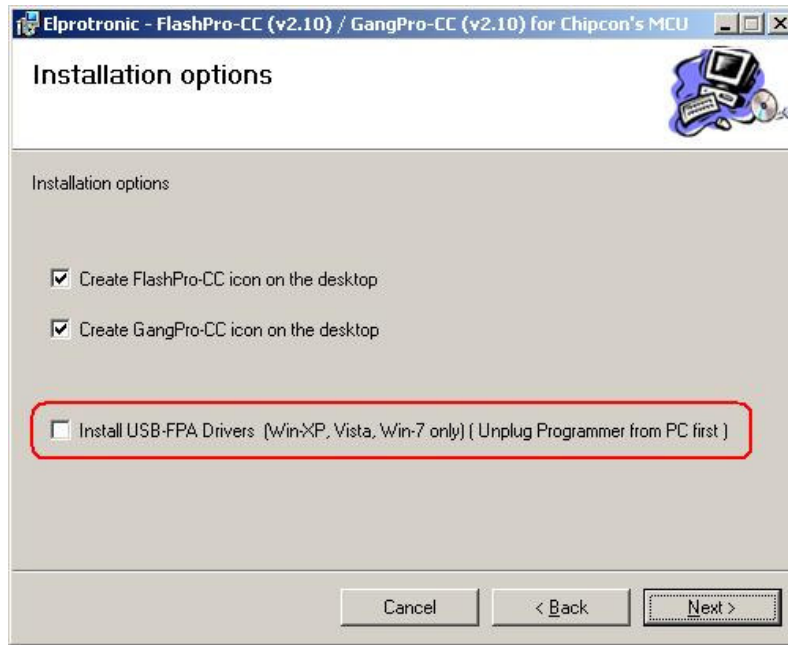 Elprotronic - FlashPro-CC (v2.10) / GangPro-CC (v2.10) for Chipcon's MCU
Installation options
Installation options
Create FlashPro-CC icon on the desktop
Create GangPro-CC icon on the desktop
Install USB-FPA Drivers (Win-XP, Vista, Win-7 only) ( Unplug Programmer from PC first )
Cancel
< Back
Next >